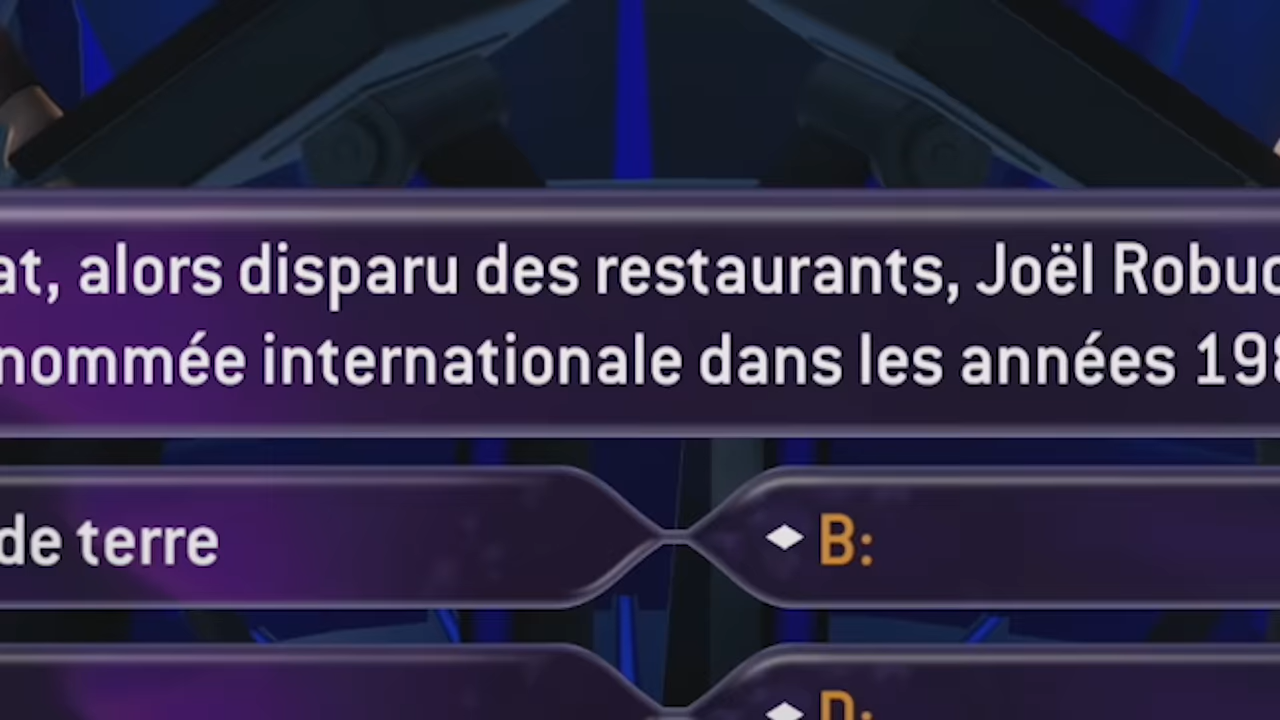 at, alors disparu des restaurants, Joël Robuc
nommée internationale dans les années 198
de terre
B:
D: